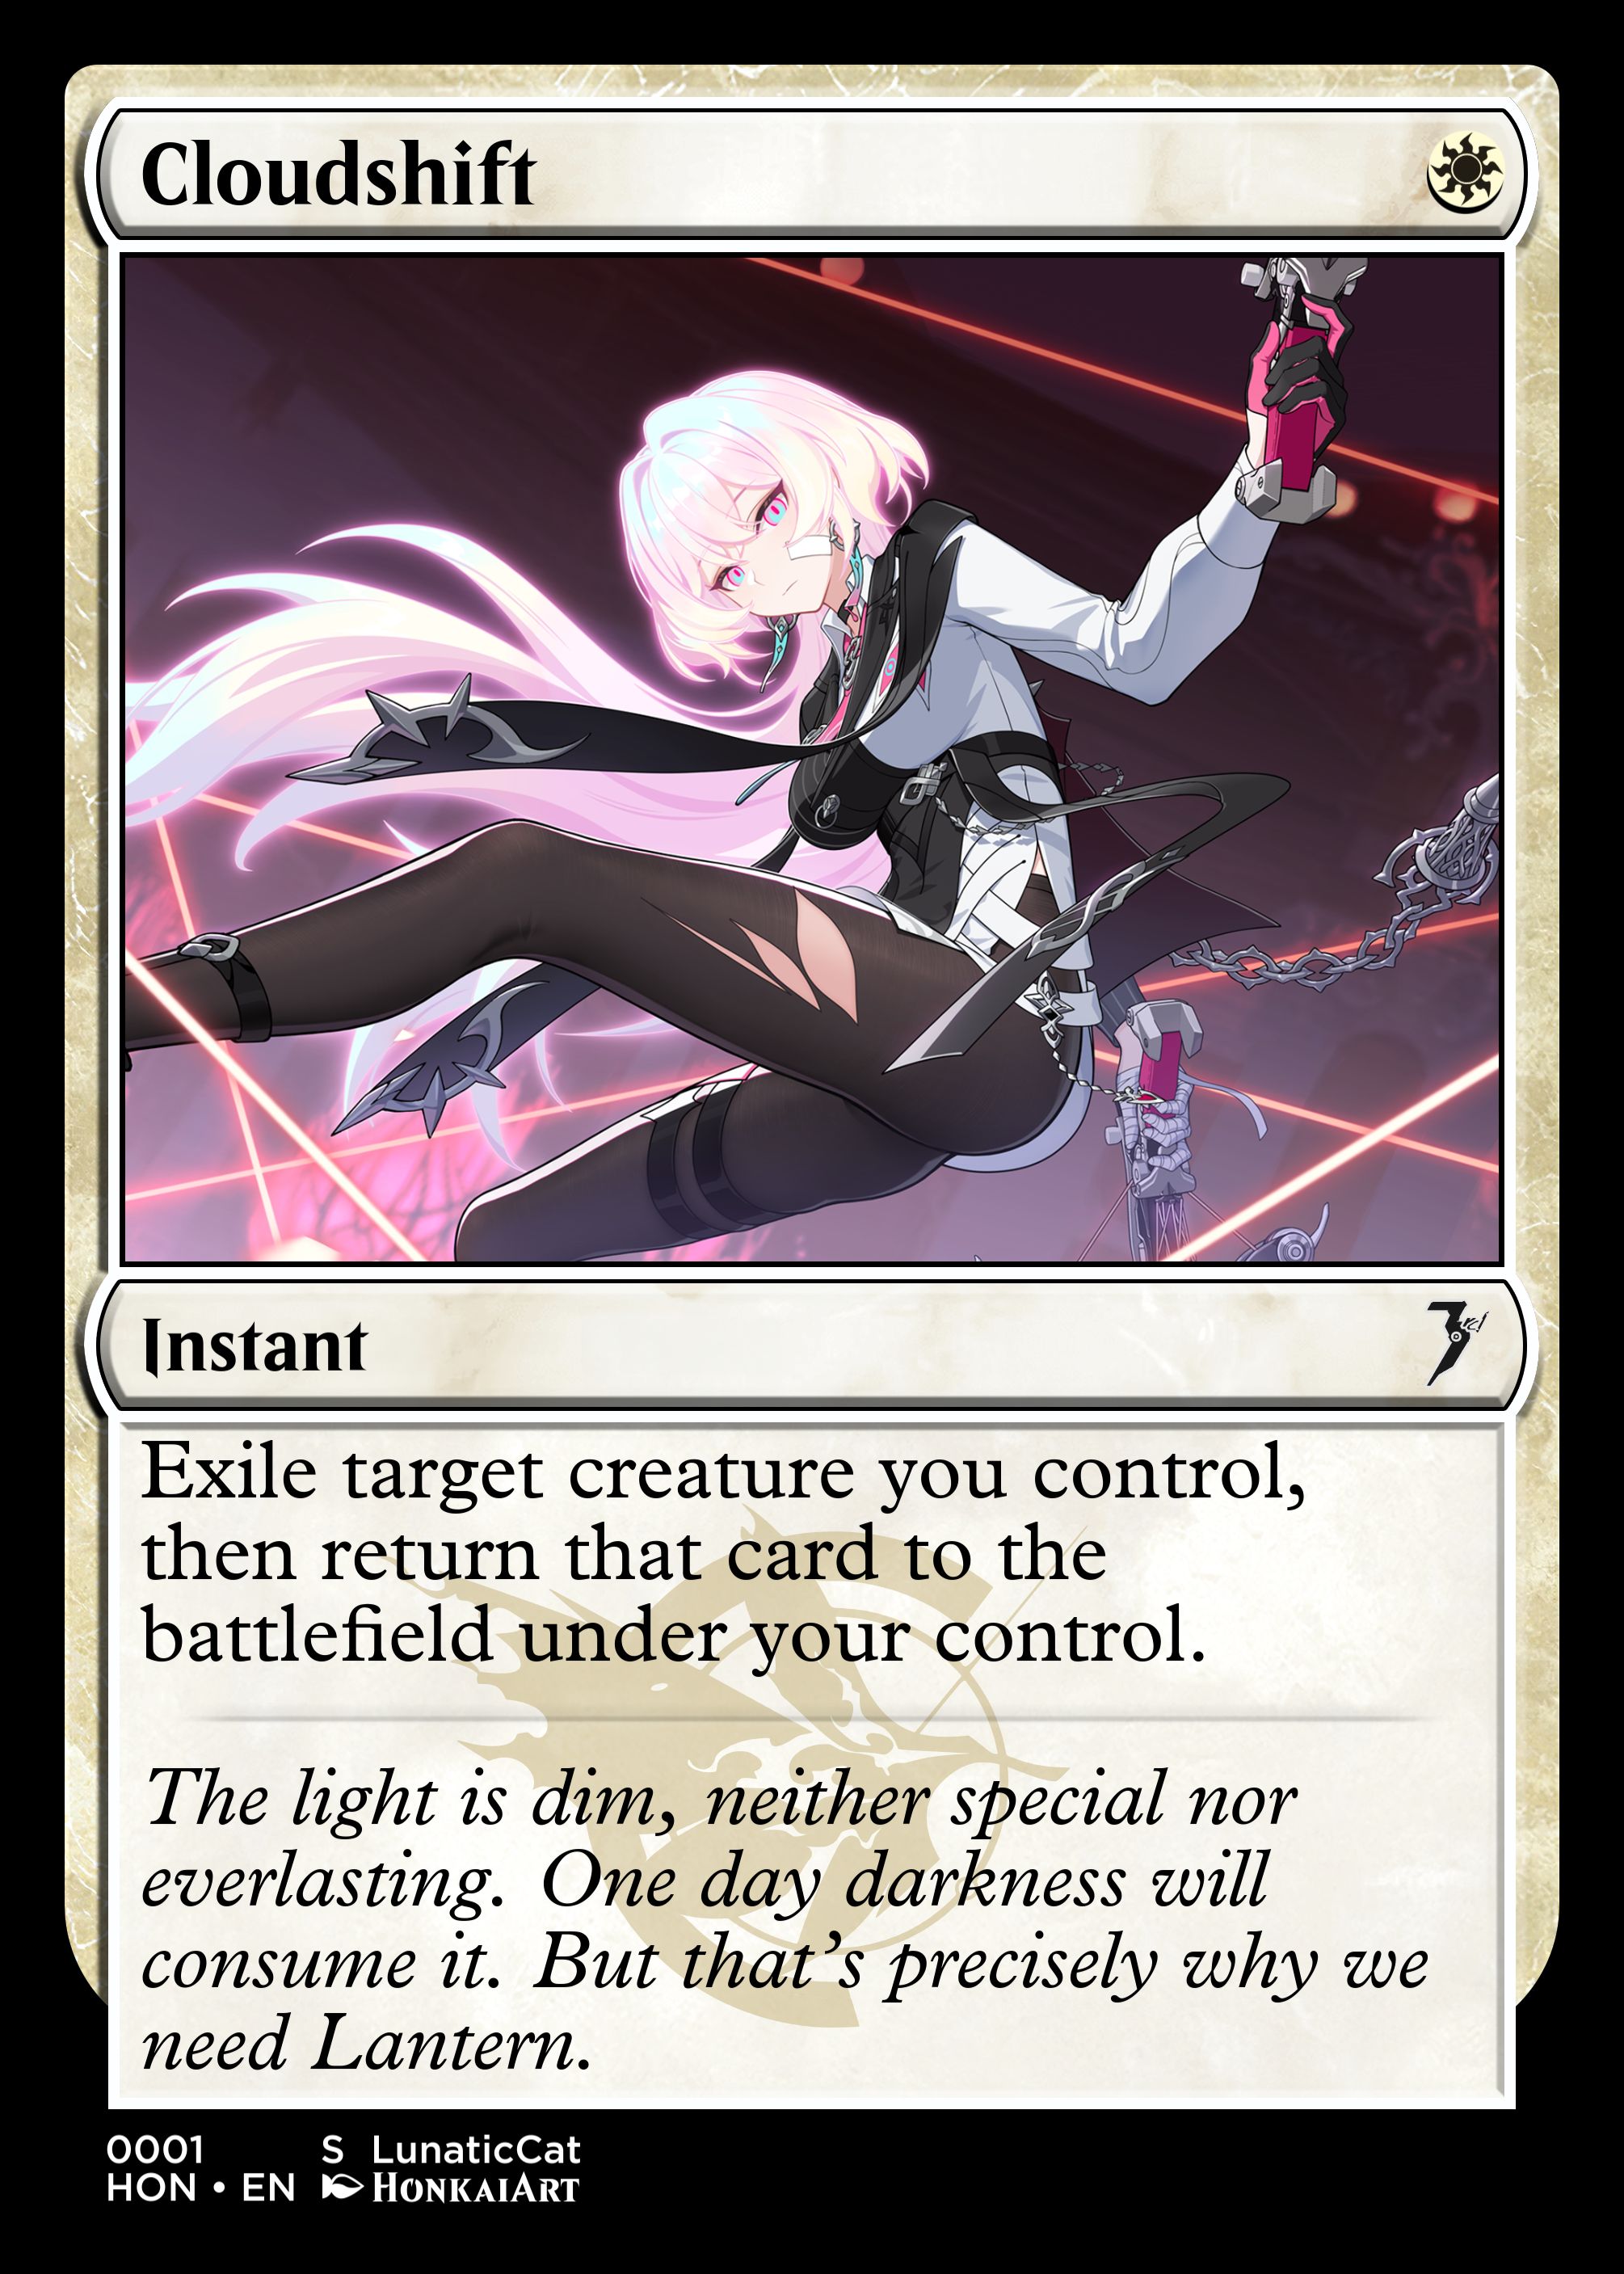 Cloudshift
Instant
3rd
Exile target creature you control,
then return that card to the
battlefield under your control.
The light is dim, neither special nor
everlasting. One day darkness will
consume it. But that’s precisely why we
need Lantern.
0001 S LunaticCat
HON • EN HONKAIART